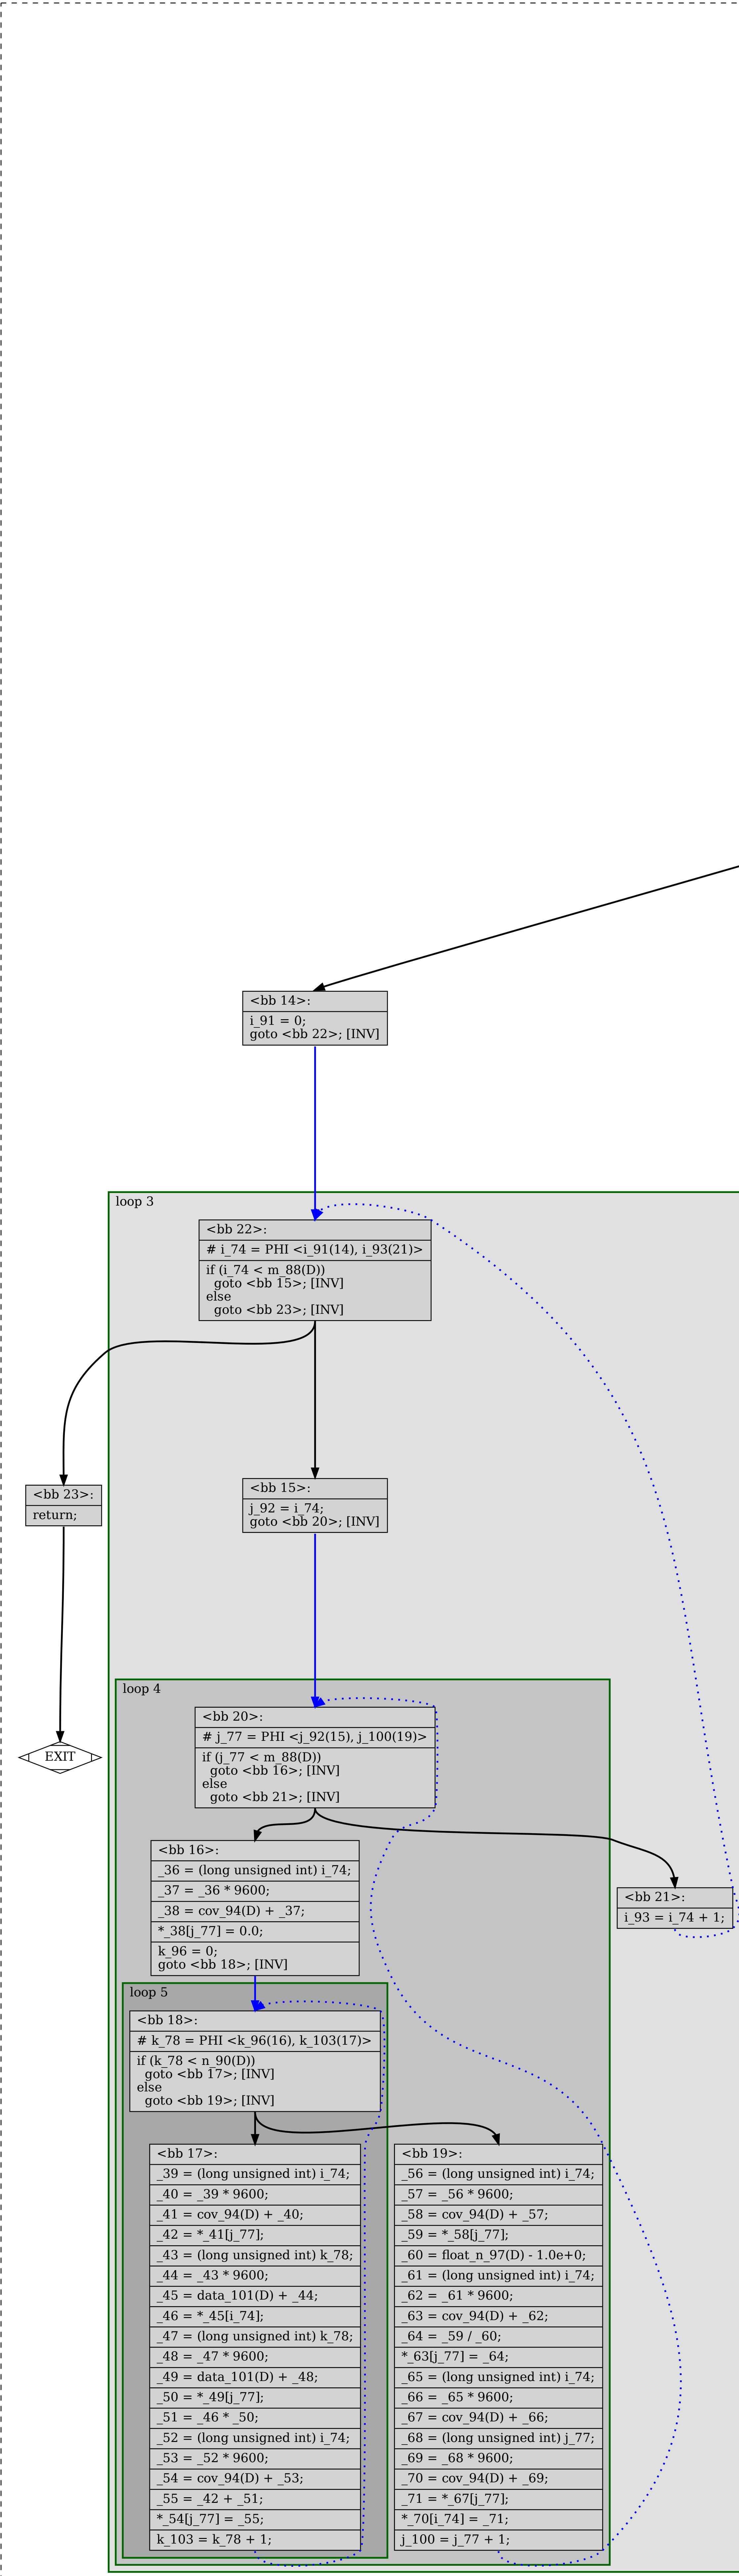 <bb 14>:
i_91 = 0;
goto <bb 22>; [INV]
loop 3
<bb 22>:
# i_74 = PHI <i_91(14), i_93(21)>
if (i_74 < m_88(D))
goto <bb 15>; [INV]
else
goto <bb 23>; [INV]
<bb 23>:
return;
<bb 15>:
j_92 = i_74;
goto <bb 20>; [INV]
EXIT
loop 4
<bb 20>:
# j_77 = PHI <j_92(15), j_100(19)>
if (j_77 < m_88(D))
goto <bb 16>; [INV]
else
goto <bb 21>; [INV]
<bb 16>:
_36 = (long unsigned int) i_74;
_37 = _36 * 9600;
_38 = cov_94(D) + _37;
*_38[j_77] = 0.0;
k_96 = 0;
goto <bb 18>; [INV]
<bb 21>:
i_93 = i_74 + 1;
loop 5
<bb 18>:
# k_78 = PHI <k_96(16), k_103(17)>
if (k_78 < n_90(D))
goto <bb 17>; [INV]
else
goto <bb 19>; [INV]
<bb 17>:
_39 = (long unsigned int) i_74;
_40 = _39 * 9600;
_41 = cov_94(D) + _40;
_42 = *_41[j_77];
_43 = (long unsigned int) k_78;
_44 = _43 * 9600;
_45 = data_101(D) + _44;
_46 = *_45[i_74];
_47 = (long unsigned int) k_78;
_48 = _47 * 9600;
_49 = data_101(D) + _48;
_50 = *_49[j_77];
_51 = _46 * _50;
_52 = (long unsigned int) i_74;
_53 = _52 * 9600;
_54 = cov_94(D) + _53;
_55 = _42 + _51;
*_54[j_77] = _55;
k_103 = k_78 + 1;
<bb 19>:
_56 = (long unsigned int) i_74;
_57 = _56 * 9600;
_58 = cov_94(D) + _57;
_59 = *_58[j_77];
_60 = float_n_97(D) - 1.0e+0;
_61 = (long unsigned int) i_74;
_62 = _61 * 9600;
_63 = cov_94(D) + _62;
_64 = _59 / _60;
*_63[j_77] = _64;
_65 = (long unsigned int) i_74;
_66 = _65 * 9600;
_67 = cov_94(D) + _66;
_68 = (long unsigned int) j_77;
_69 = _68 * 9600;
_70 = cov_94(D) + _69;
_71 = *_67[j_77];
*_70[i_74] = _71;
j_100 = j_77 + 1;